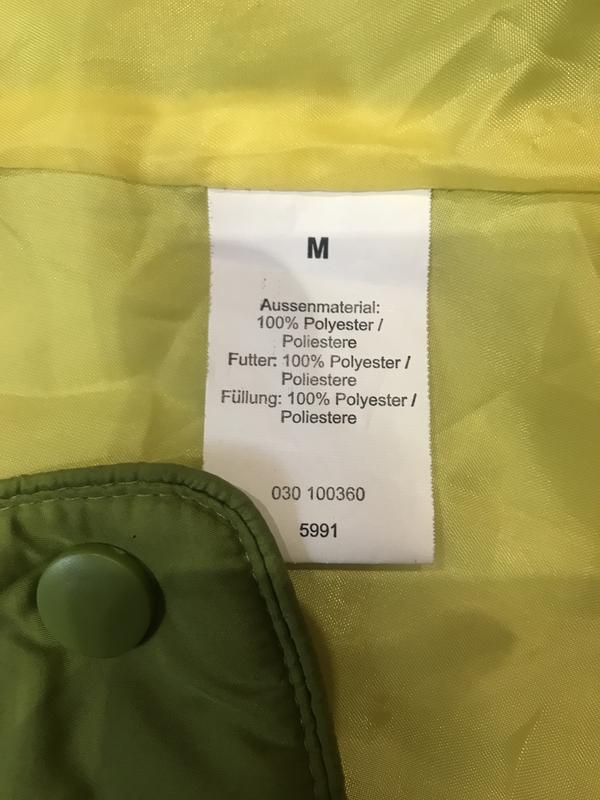 M
Aussenmaterial:
100% Polyester /
Poliestere
Futter: 100% Polyester /
Poliestere
Füllung: 100% Polyester /
Poliestere
030 100360
5991